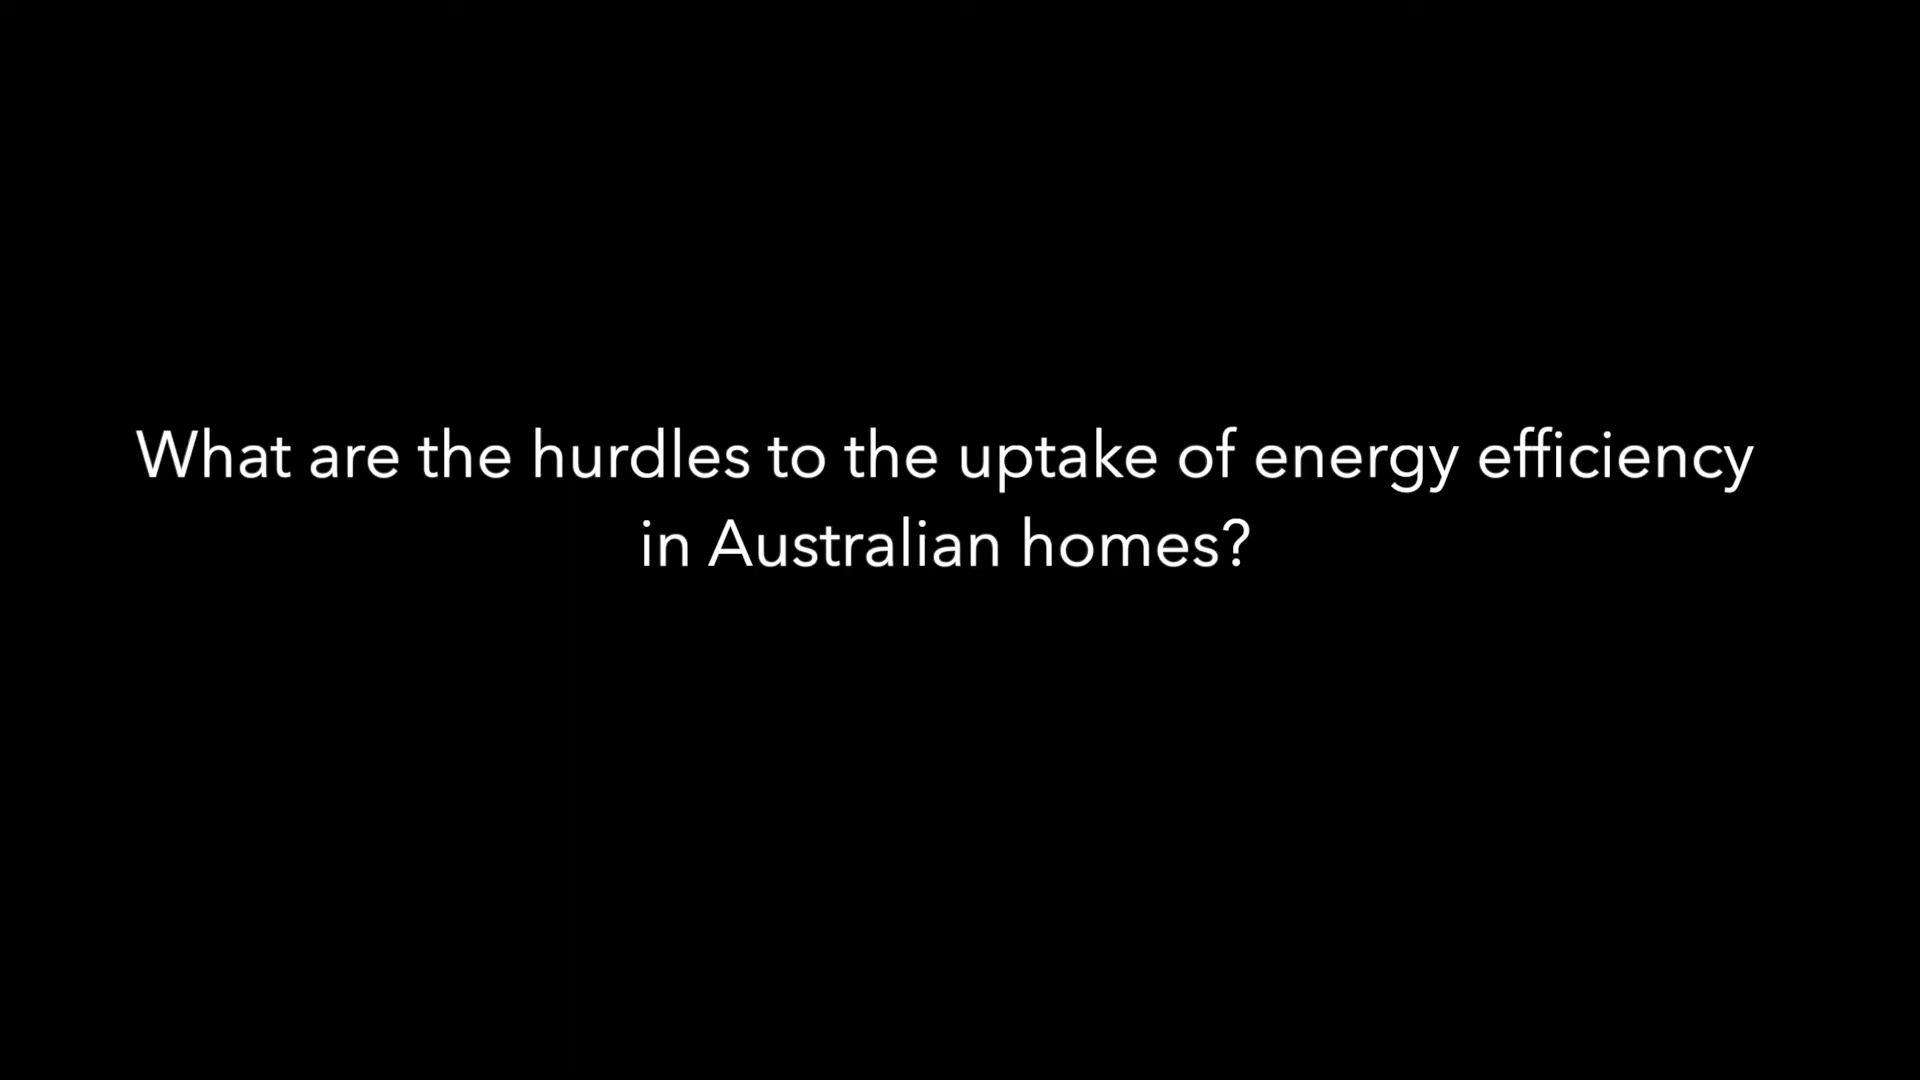 What are the hurdles to the uptake of energy efficiency
in Australian homes?